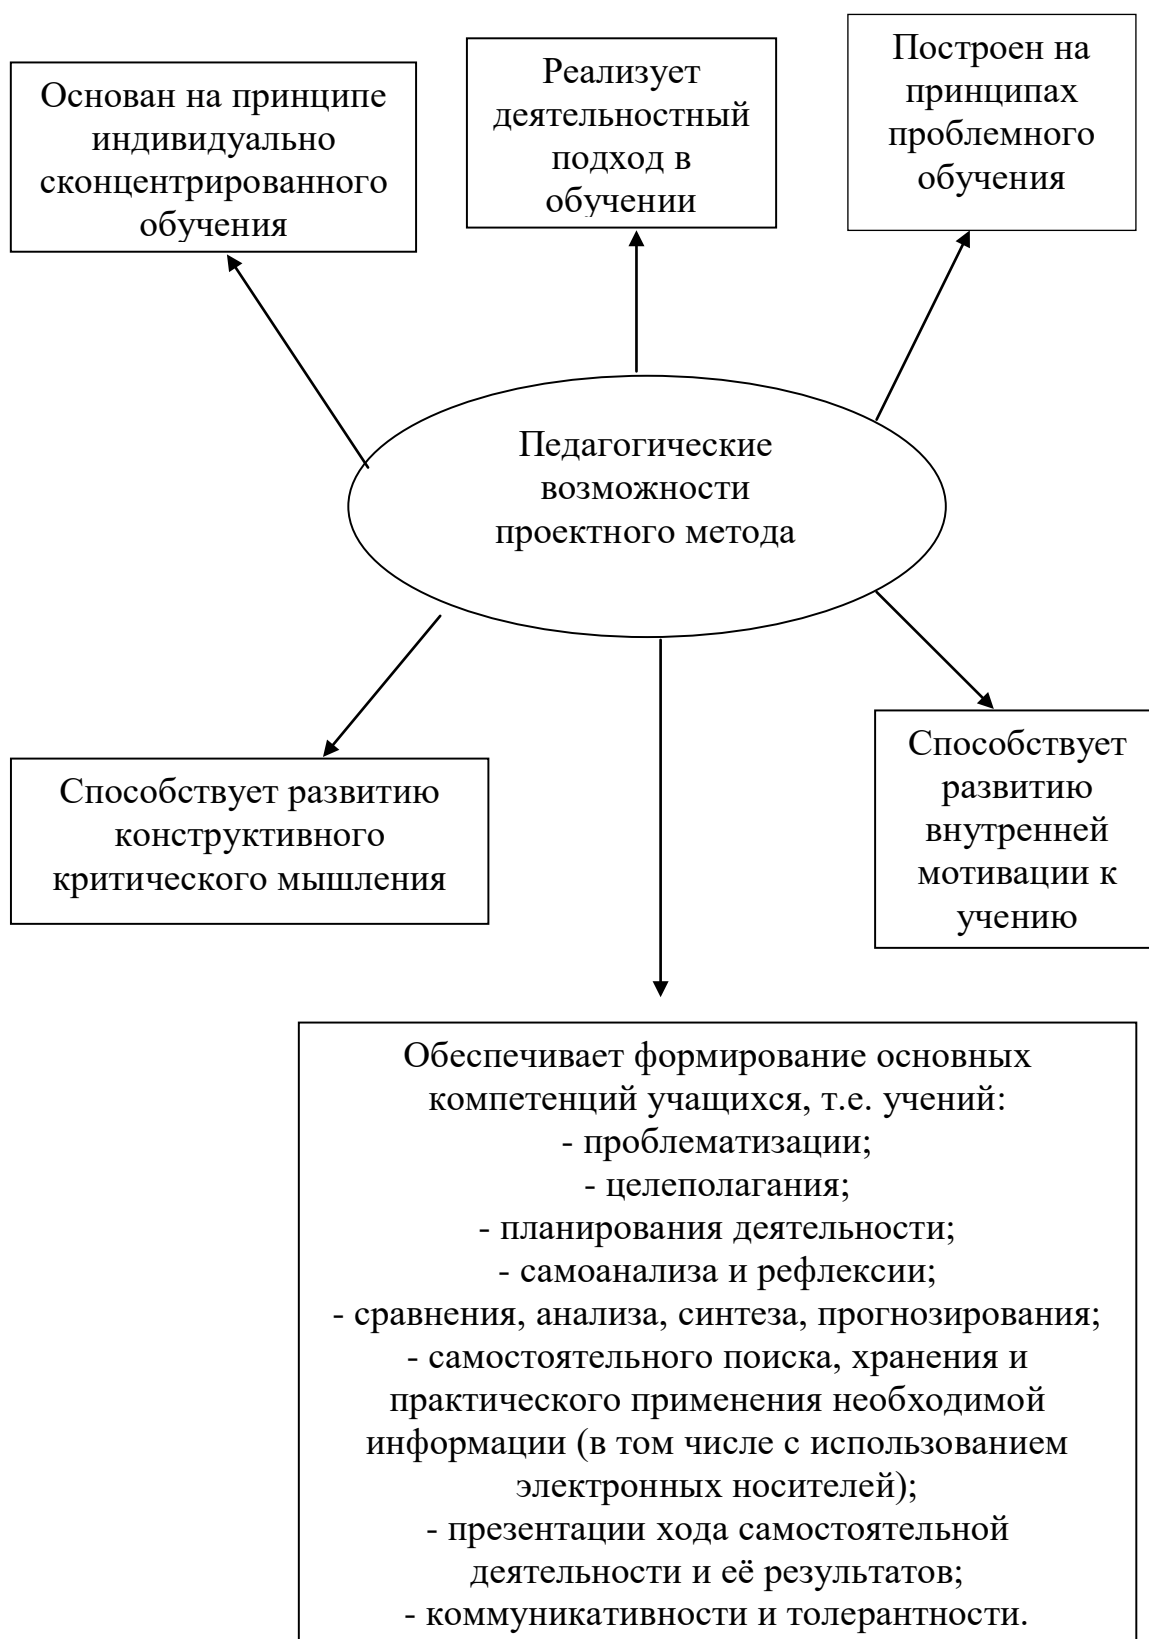 Основан на принципе
индивидуально
сконцентрированного
обучения
Реализует
деятельностный
подход в
обучении
Построен на
принципах
проблемного
обучения
Педагогические
возможности
проектного метода
Способствует развитию
конструктивного
критического мышления
Способствует
развитию
внутренней
мотивации к
учению
Обеспечивает формирование основных
компетенций учащихся, т.е. учений:
- проблематизации;
- целеполагания;
- планирования деятельности;
- самоанализа и рефлексии;
- сравнения, анализа, синтеза, прогнозирования;
- самостоятельного поиска, хранения и
практического применения необходимой
информации (в том числе с использованием
электронных носителей);
- презентации хода самостоятельной
деятельности и её результатов;
- коммуникативности и толерантности.